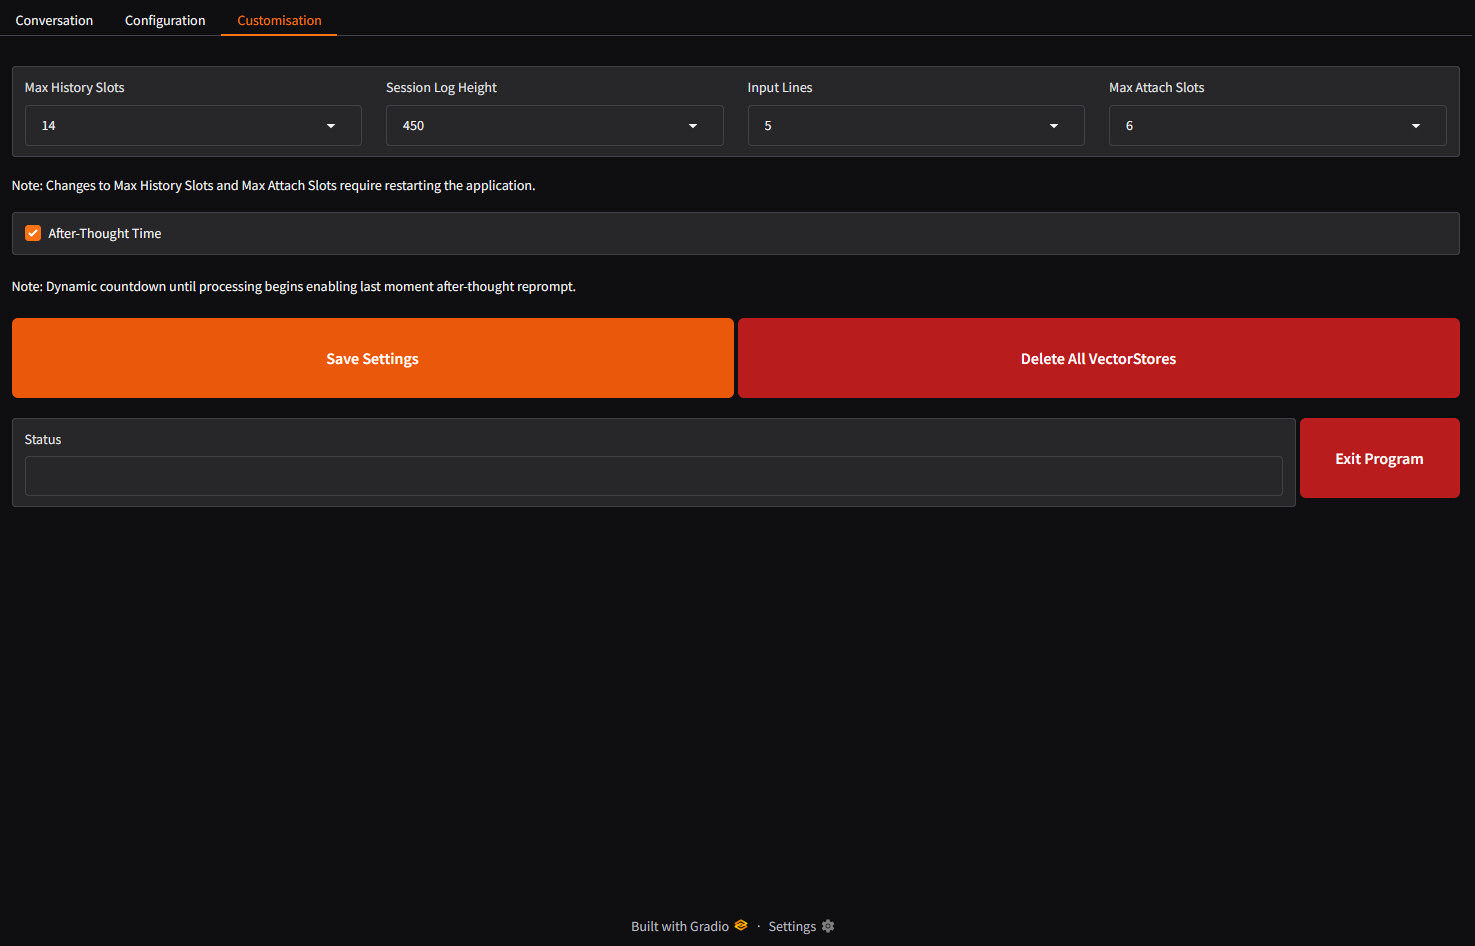 Conversation Configuration Customisation
Max History Slots Session Log Height Input Lines Max Attach Slots
14 450 5 6
Note: Changes to Max History Slots and Max Attach Slots require restarting the application.
After-Thought Time
Note: Dynamic countdown until processing begins enabling last moment after-thought reprompt.
Save Settings Delete All VectorStores
Status
Exit Program
Built with Gradio · Settings